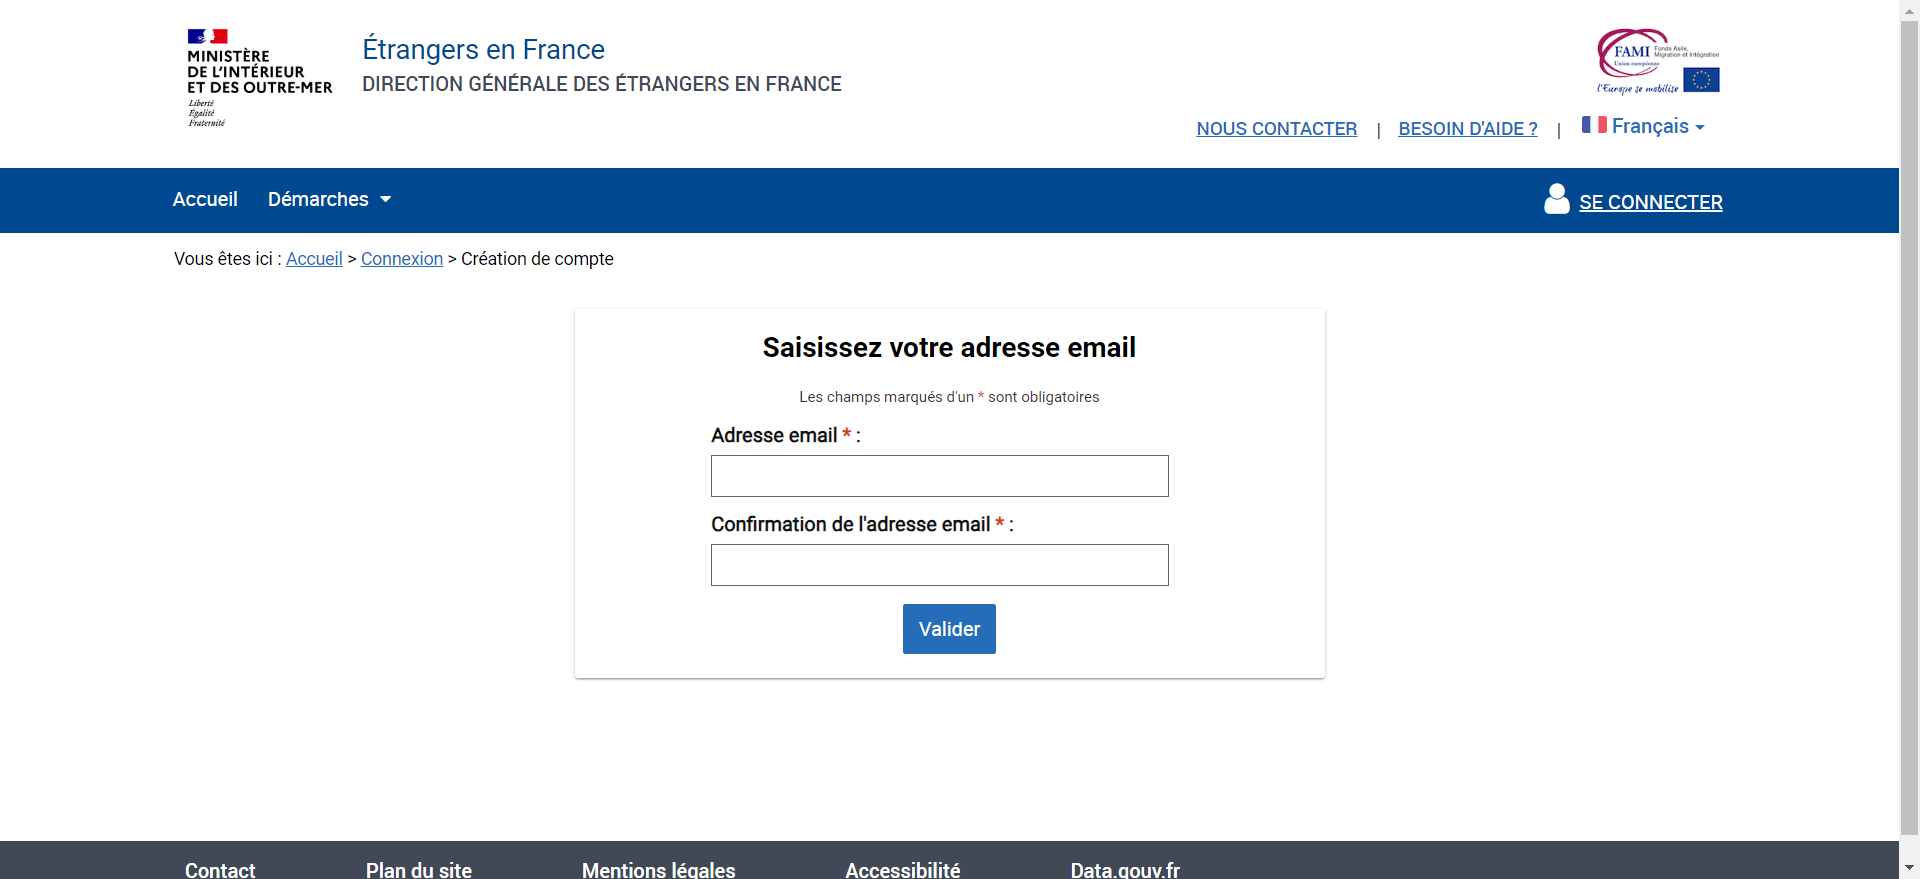 MINISTÈRE
DE L'INTÉRIEUR
ET DES OUTRE-MER
Liberté
Égalité
Fraternité
Étrangers en France
DIRECTION GÉNÉRALE DES ÉTRANGERS EN FRANCE
FAMI
Fonds Asile,
Migration et Intégration
Union européenne
l'Europe se mobilise
NOUS CONTACTER | BESOIN D'AIDE ? | Français
Accueil Démarches SE CONNECTER
Vous êtes ici : Accueil > Connexion > Création de compte
Saisissez votre adresse email
Les champs marqués d'un * sont obligatoires
Adresse email * :
Confirmation de l'adresse email * :
Valider
Contact Plan du site Mentions légales Accessibilité Data.gouv.fr